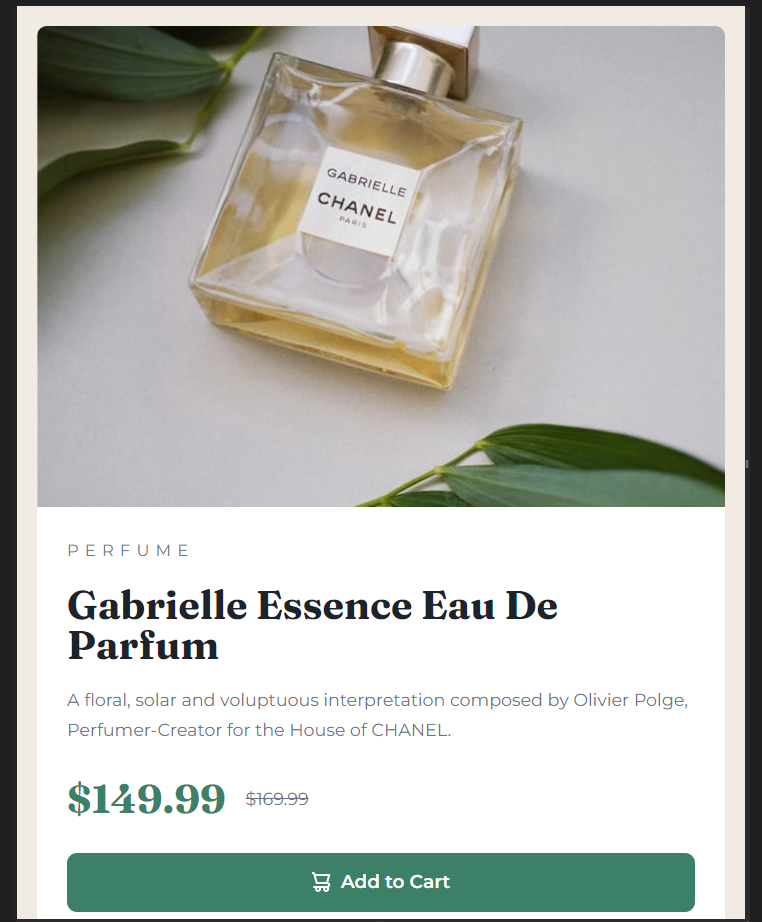 GABRIELLE
CHANEL
PARIS
PERFUME
Gabrielle Essence Eau De
Parfum
A floral, solar and voluptuous interpretation composed by Olivier Polge,
Perfumer-Creator for the House of CHANEL.
$149.99 $169.99
Add to Cart